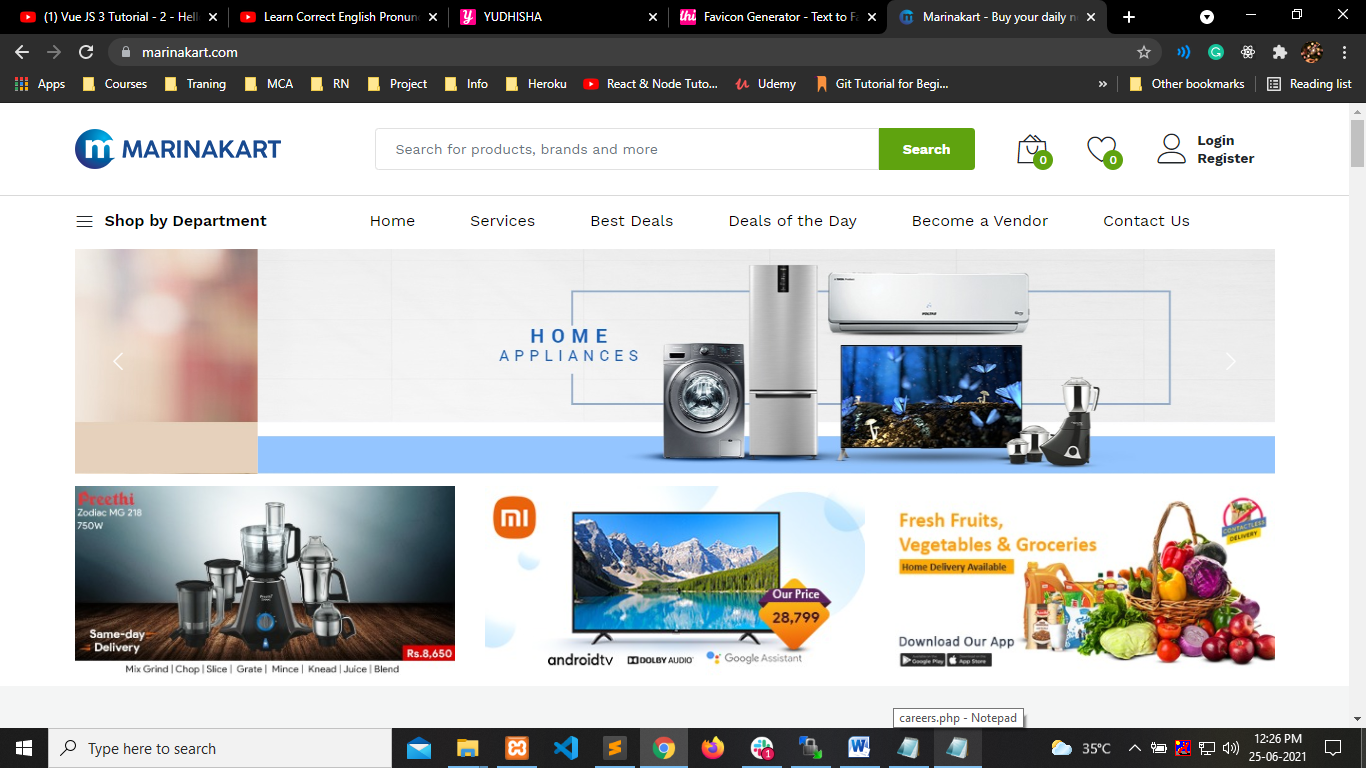 (1) Vue JS 3 Tutorial - 2 - Hell
Learn Correct English Pronun
YUDHISHA
Favicon Generator - Text to Fa
Marinakart - Buy your daily n
marinakart.com
Apps
Courses
Traning
MCA
RN
Project
Info
Heroku
React & Node Tuto...
Udemy
Git Tutorial for Begi...
Other bookmarks
Reading list
MARINAKART
Search for products, brands and more
Search
0
0
Login
Register
Shop by Department
Home
Services
Best Deals
Deals of the Day
Become a Vendor
Contact Us
HOME
APPLIANCES
Preethi
Zodiac MG 218
750W
Same-day
Delivery
Rs.8,650
Mix Grind | Chop | Slice | Grate | Mince | Knead | Juice | Blend
Our Price
28,799
androidtv
DOLBY AUDIO
Google Assistant
Fresh Fruits,
Vegetables & Groceries
Home Delivery Available
CONTACTLESS
DELIVERY
Download Our App
Google Play
App Store
careers.php - Notepad
Type here to search
1
35°C
12:26 PM
25-06-2021